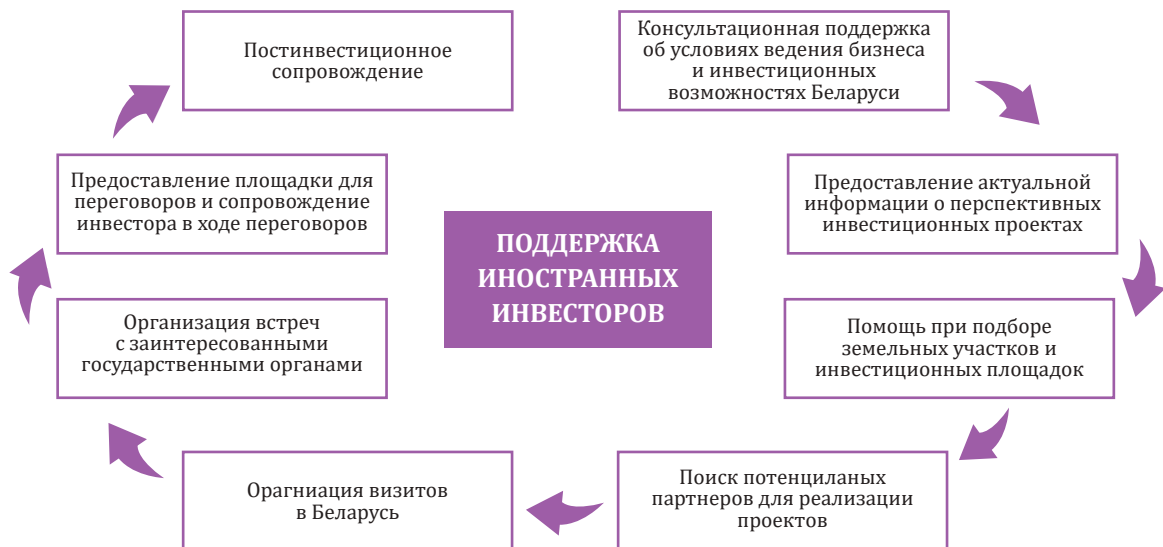 Постинвестиционное
сопровождение
Консультационная поддержка
об условиях ведения бизнеса
и инвестиционных
возможностях Беларуси
Предоставление площадки для
переговоров и сопровождение
инвестора в ходе переговоров
ПОДДЕРЖКА
ИНОСТРАННЫХ
ИНВЕСТОРОВ
Предоставление актуальной
информации о перспективных
инвестиционных проектах
Организация встреч
с заинтересованными
государственными органами
Помощь при подборе
земельных участков и
инвестиционных площадок
Орагниация визитов
в Беларусь
Поиск потенциланых
партнеров для реализации
проектов